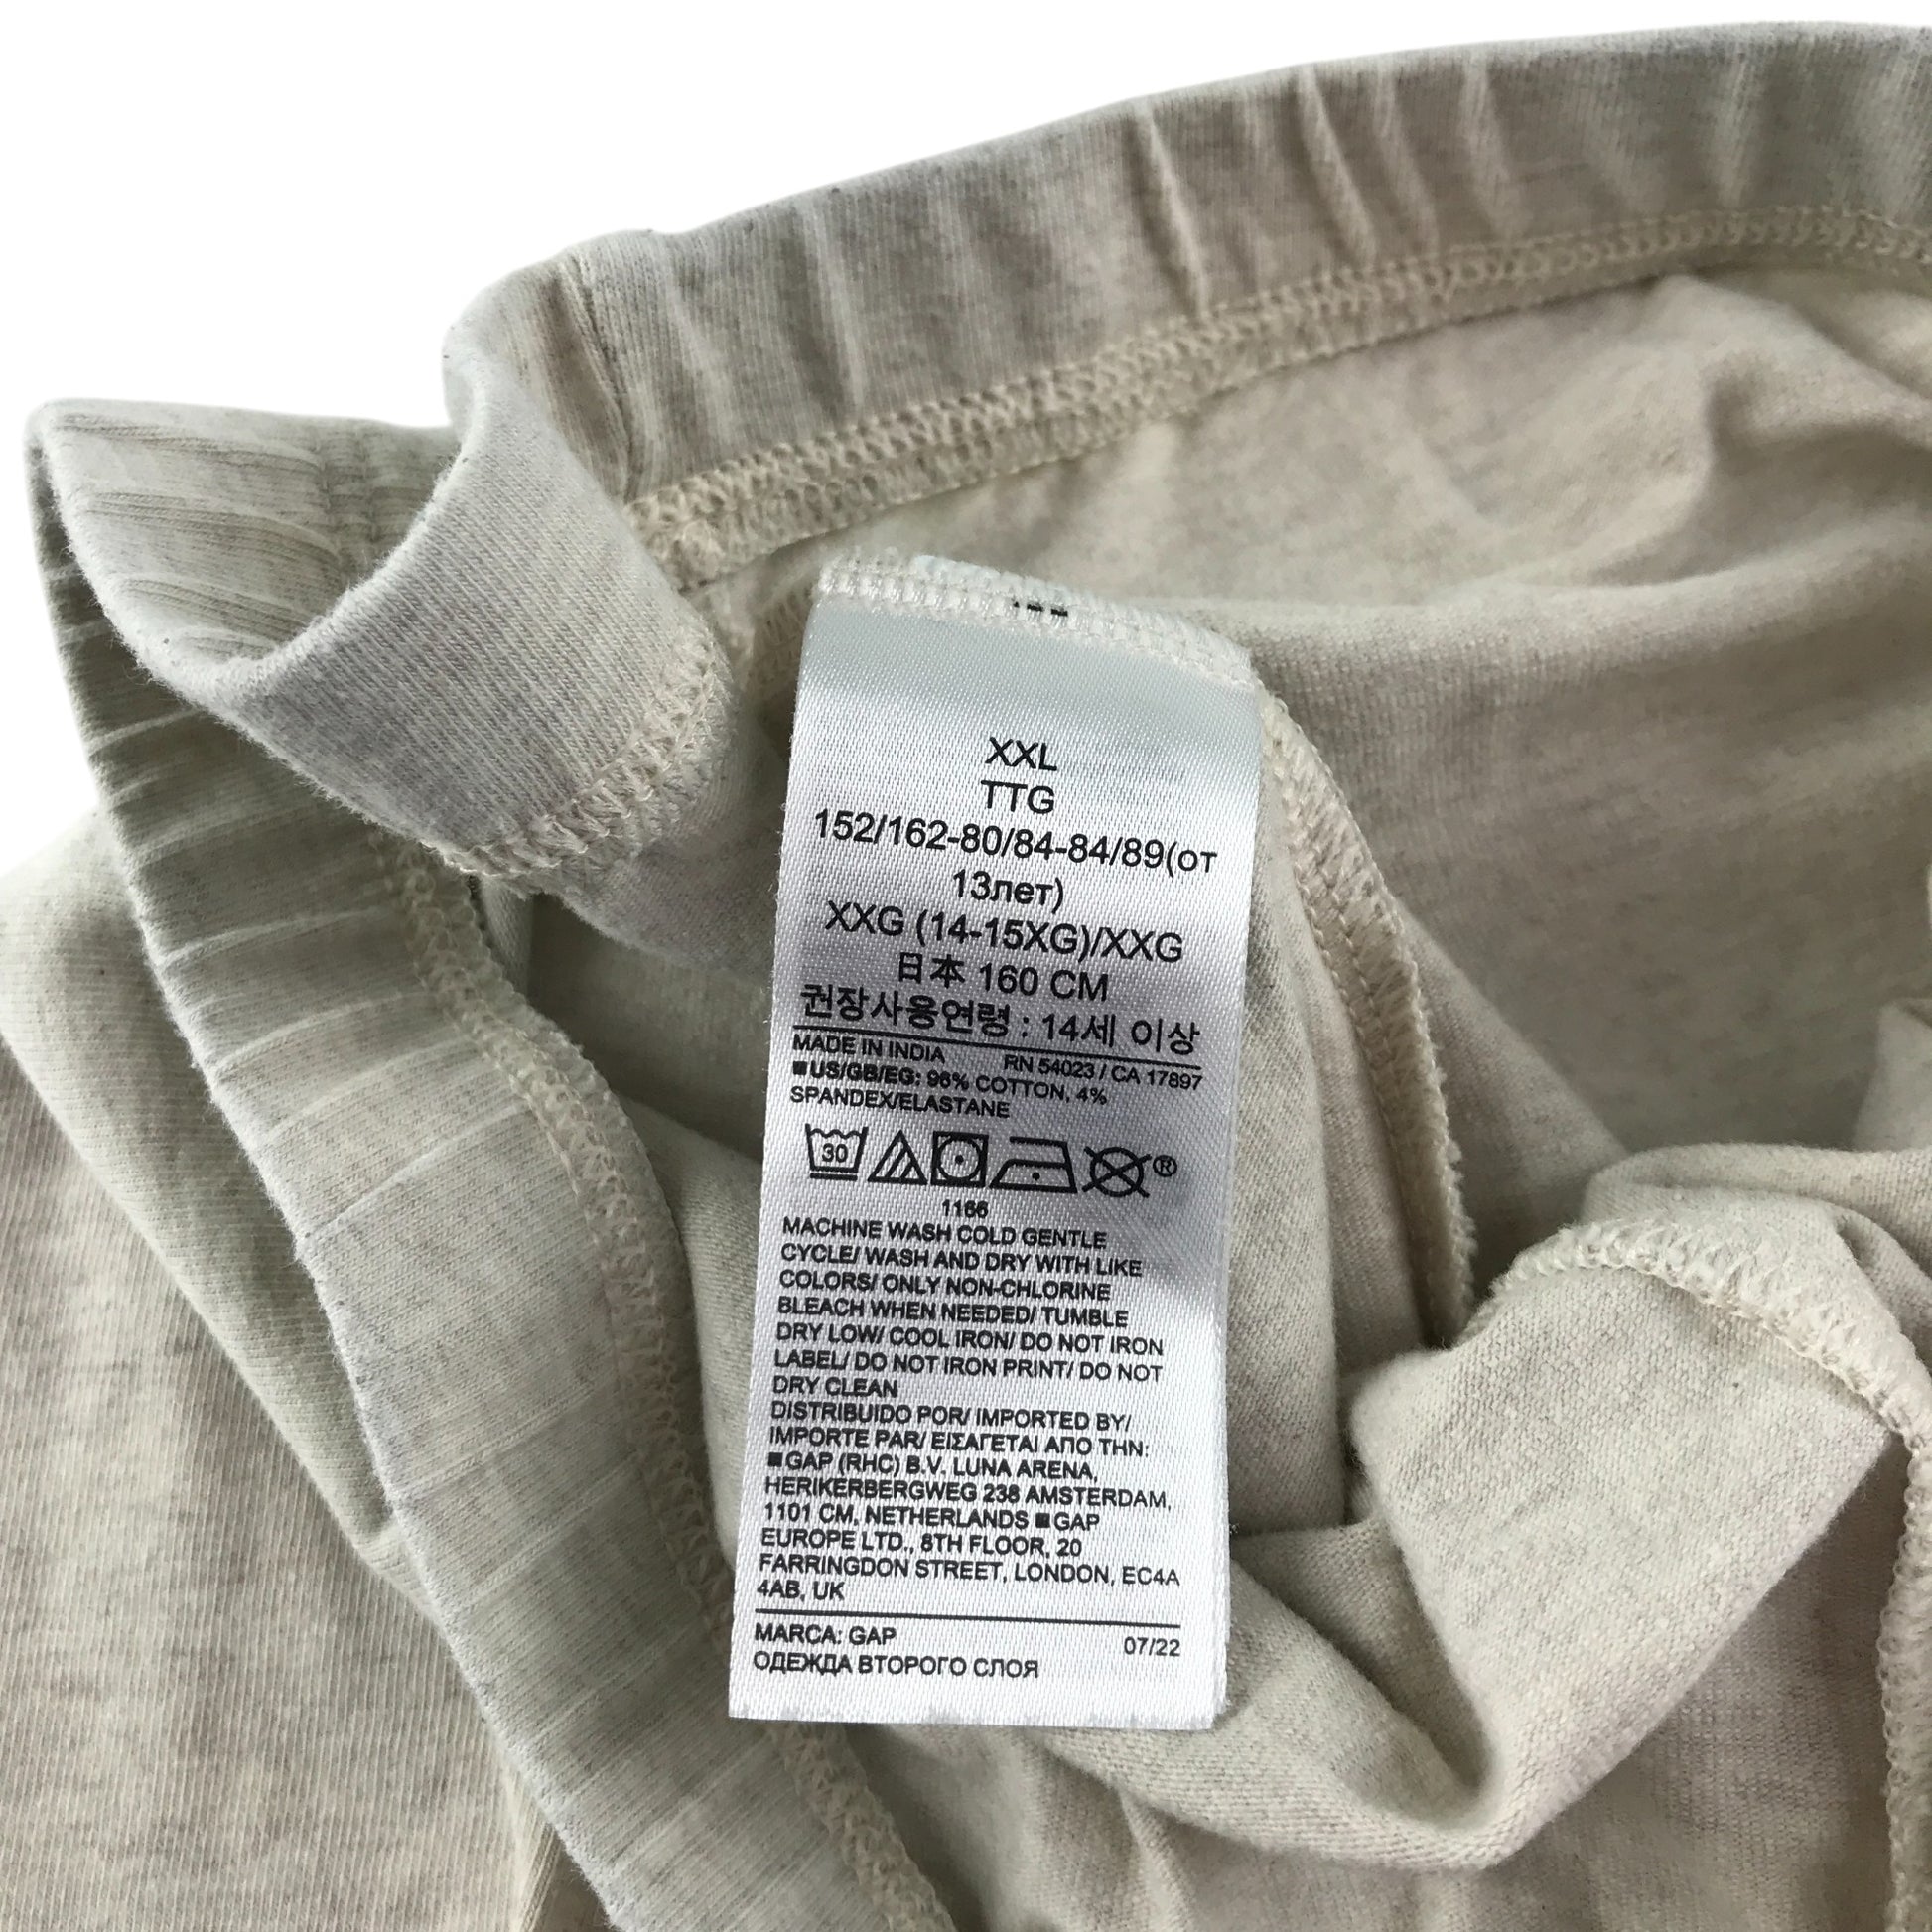 XXL
TTG
152/162-80/84-84/89(от
13лет)
XXG (14-15XG)/XXG
日本 160 CM
권장사용연령 : 14세 이상
MADE IN INDIA RN 54023 / CA 17897
■US/GB/EG: 96% COTTON, 4%
SPANDEX/ELASTANE
30
®
1166
MACHINE WASH COLD GENTLE
CYCLE/ WASH AND DRY WITH LIKE
COLORS/ ONLY NON-CHLORINE
BLEACH WHEN NEEDED/ TUMBLE
DRY LOW/ COOL IRON/ DO NOT IRON
LABEL/ DO NOT IRON PRINT/ DO NOT
DRY CLEAN
DISTRIBUIDO POR/ IMPORTED BY/
IMPORTE PAR/ ΕΙΣΑΓΕΤΑΙ ΑΠΟ ΤΗΝ:
■GAP (RHC) B.V. LUNA ARENA,
HERIKERBERGWEG 238 AMSTERDAM,
1101 CM, NETHERLANDS ■GAP
EUROPE LTD., 8TH FLOOR, 20
FARRINGDON STREET, LONDON, EC4A
4AB, UK
MARCA: GAP 07/22
ОДЕЖДА ВТОРОГО СЛОЯ